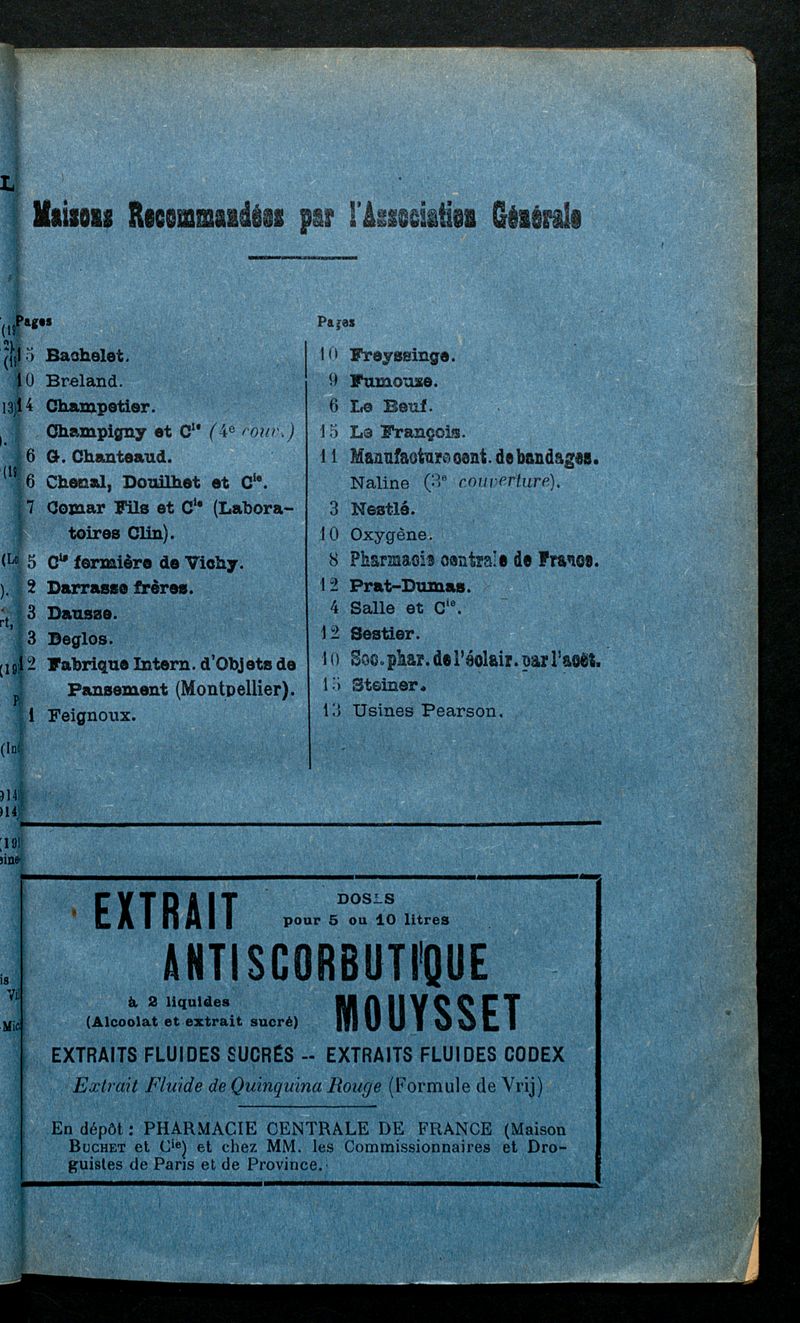 Maisons Recommandées par l'Association Générale
Pages
5 Bachelet.
10 Breland.
14 Champetier.
Champigny et Cie (4e couv.)
6 G. Chanteaud.
6 Chenal, Douilhet et Cie.
7 Comar Fils et Cie (Labora-
toires Clin).
5 Cie fermière de Vichy.
2 Darrasse frères.
3 Dausse.
3 Deglos.
12 Fabrique Intern. d'Objets de
Pansement (Montpellier).
1 Feignoux.
Pages
10 Freyssinge.
9 Fumouze.
6 Le Beuf.
15 Le François.
11 Manufacture cent. de bandages.
Naline (3e couverture).
3 Nestlé.
10 Oxygène.
8 Pharmacie centrale de France.
12 Prat-Dumas.
4 Salle et Cie.
12 Sestier.
10 Soc. phar. de l'éclair. par l'acét.
15 Steiner.
13 Usines Pearson.
EXTRAIT
DOSES
pour 5 ou 10 litres
ANTISCORBUTIQUE
à 2 liquides
(Alcoolat et extrait sucré)
MOUYSSET
EXTRAITS FLUIDES SUCRÉS -- EXTRAITS FLUIDES CODEX
Extrait Fluide de Quinquina Rouge (Formule de Vrij)
En dépôt : PHARMACIE CENTRALE DE FRANCE (Maison
BUCHET et Cie) et chez MM. les Commissionnaires et Dro-
guistes de Paris et de Province.